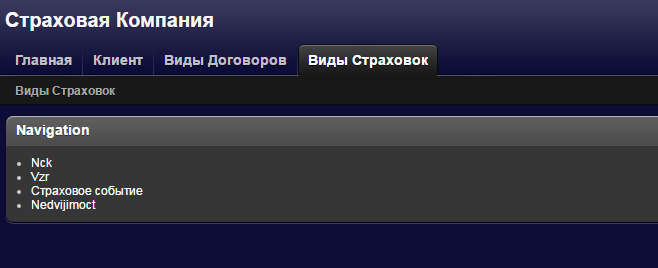 Страховая Компания
Главная Клиент Виды Договоров Виды Страховок
Виды Страховок
Navigation
Nck
Vzr
Страховое событие
Nedvijimoct